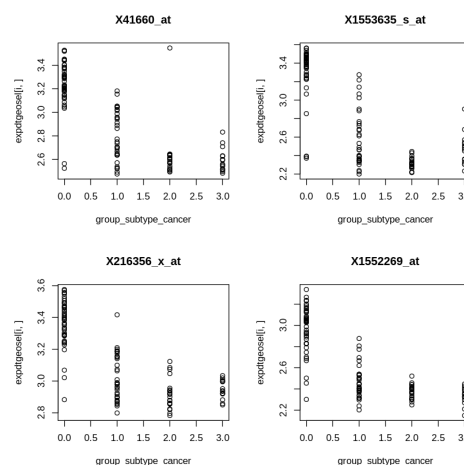 X41660_at
X1553635_s_at
expdtgeosel[i, ]
2.6 2.8 3.0 3.2 3.4
expdtgeosel[i, ]
2.2 2.6 3.0 3.4
0.0 0.5 1.0 1.5 2.0 2.5 3.0
0.0 0.5 1.0 1.5 2.0 2.5 3.
group_subtype_cancer
group_subtype_cancer
X216356_x_at
X1552269_at
expdtgeosel[i, ]
2.8 3.0 3.2 3.4 3.6
expdtgeosel[i, ]
2.2 2.6 3.0
0.0 0.5 1.0 1.5 2.0 2.5 3.0
0.0 0.5 1.0 1.5 2.0 2.5 3.
group_subtype_cancer
group_subtype_cancer